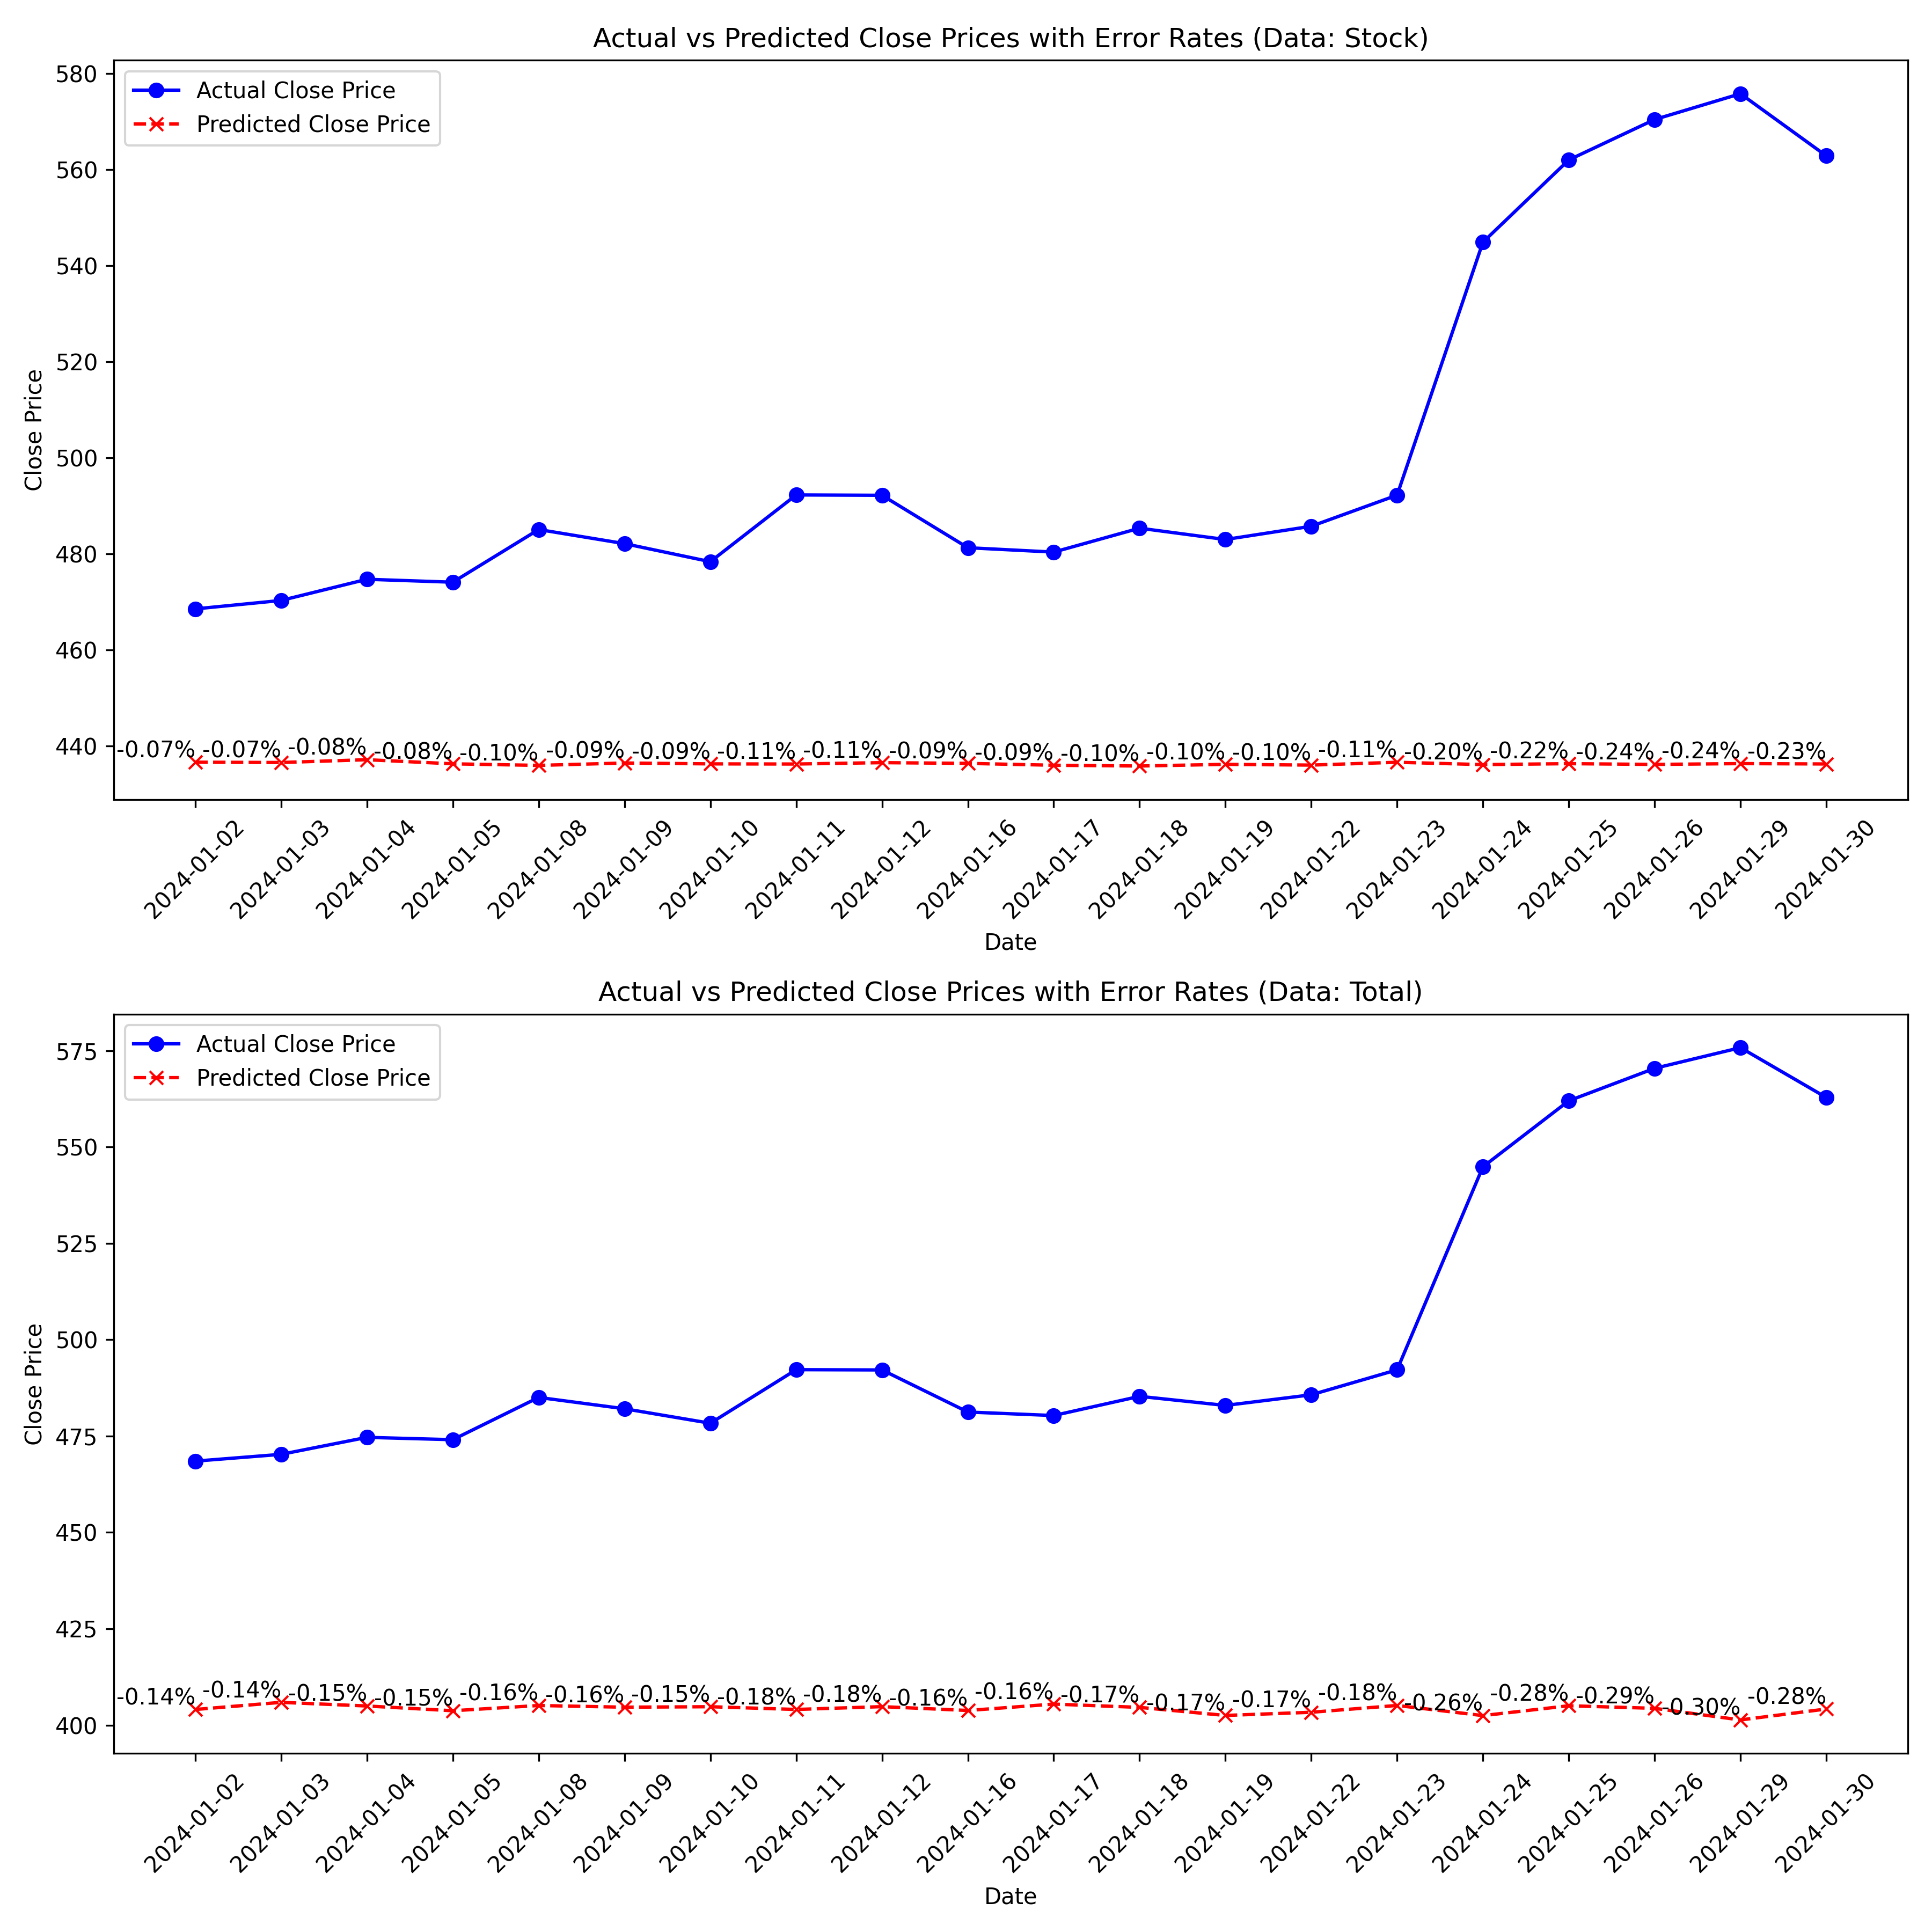 Actual vs Predicted Close Prices with Error Rates (Data: Stock)
Actual Close Price
Predicted Close Price
Close Price
580
560
540
520
500
480
460
440
-0.07% -0.07% -0.08% -0.08% -0.10% -0.09% -0.09% -0.11% -0.11% -0.09% -0.09% -0.10% -0.10% -0.10% -0.11% -0.20% -0.22% -0.24% -0.24% -0.23%
2024-01-02 2024-01-03 2024-01-04 2024-01-05 2024-01-08 2024-01-09 2024-01-10 2024-01-11 2024-01-12 2024-01-16 2024-01-17 2024-01-18 2024-01-19 2024-01-22 2024-01-23 2024-01-24 2024-01-25 2024-01-26 2024-01-29 2024-01-30
Date
Actual vs Predicted Close Prices with Error Rates (Data: Total)
Actual Close Price
Predicted Close Price
Close Price
575
550
525
500
475
450
425
400
-0.14% -0.14% -0.15% -0.15% -0.16% -0.16% -0.15% -0.18% -0.18% -0.16% -0.16% -0.17% -0.17% -0.17% -0.18% -0.26% -0.28% -0.29% -0.30% -0.28%
2024-01-02 2024-01-03 2024-01-04 2024-01-05 2024-01-08 2024-01-09 2024-01-10 2024-01-11 2024-01-12 2024-01-16 2024-01-17 2024-01-18 2024-01-19 2024-01-22 2024-01-23 2024-01-24 2024-01-25 2024-01-26 2024-01-29 2024-01-30
Date